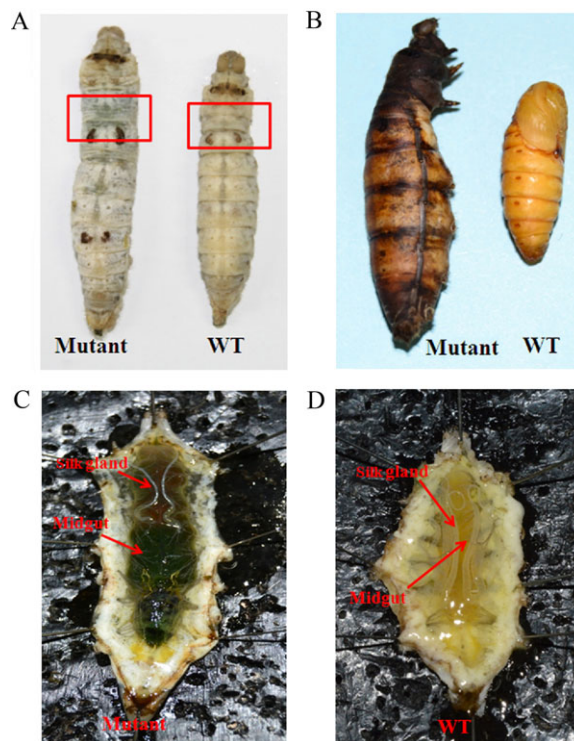 A
B
Mutant
WT
Mutant
WT
C
D
Silk gland
Midgut
Mutant
Silk gland
Midgut
WT